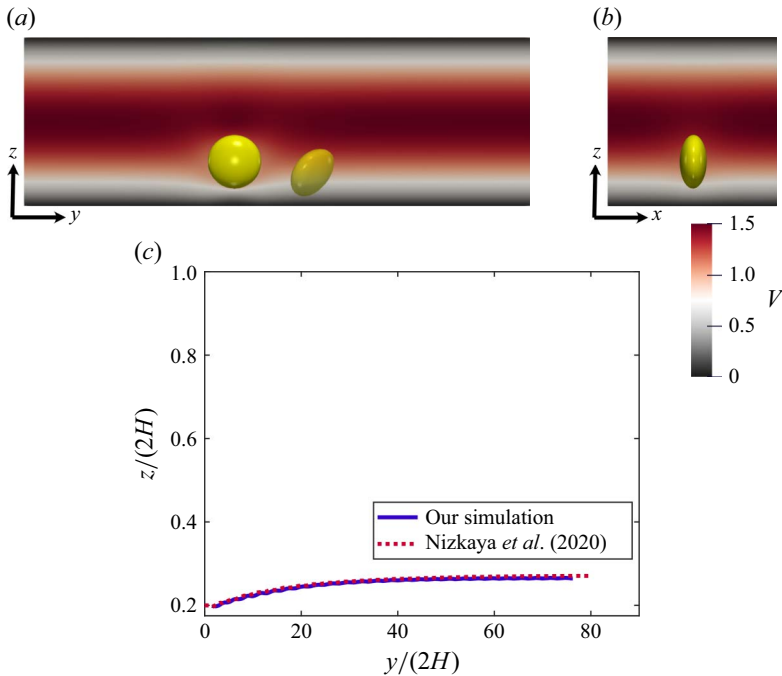 (a)
(b)
z
y
z
x
1.5
1.0
0.5
0
V
(c)
1.0
0.8
0.6
0.4
0.2
z/(2H)
Our simulation
Nizkaya et al. (2020)
0 20 40 60 80
y/(2H)